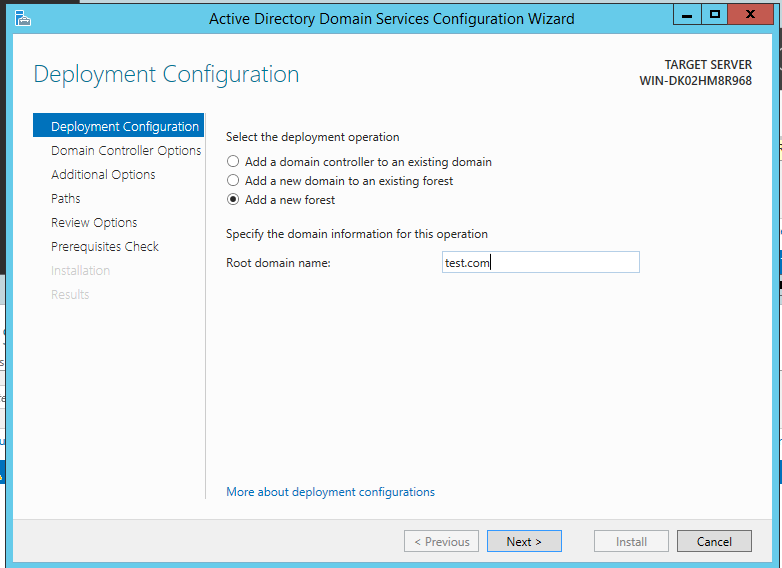 Active Directory Domain Services Configuration Wizard
Deployment Configuration
TARGET SERVER
WIN-DK02HM8R968
Deployment Configuration
Domain Controller Options
Additional Options
Paths
Review Options
Prerequisites Check
Installation
Results
Select the deployment operation
Add a domain controller to an existing domain
Add a new domain to an existing forest
Add a new forest
Specify the domain information for this operation
Root domain name: test.com
More about deployment configurations
< Previous Next > Install Cancel